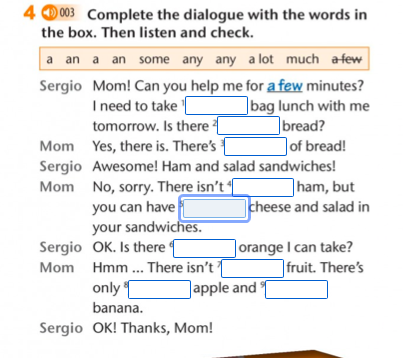 4 003 Complete the dialogue with the words in
the box. Then listen and check.
a an a an some any any a lot much a few
Sergio Mom! Can you help me for a few minutes?
I need to take 1 bag lunch with me
tomorrow. Is there 2 bread?
Mom Yes, there is. There's 3 of bread!
Sergio Awesome! Ham and salad sandwiches!
Mom No, sorry. There isn't 4 ham, but
you can have 5 cheese and salad in
your sandwiches.
Sergio OK. Is there 6 orange I can take?
Mom Hmm ... There isn't 7 fruit. There's
only 8 apple and 9
banana.
Sergio OK! Thanks, Mom!